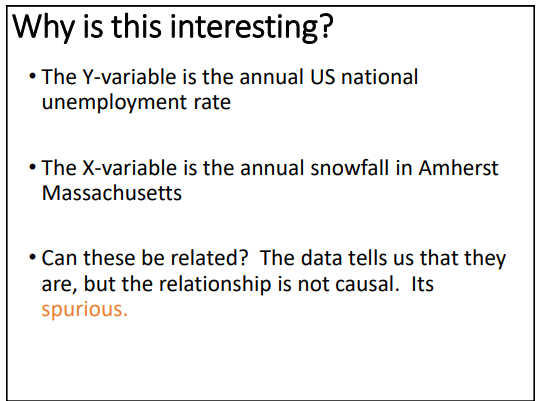 Why is this interesting?
• The Y-variable is the annual US national
unemployment rate
• The X-variable is the annual snowfall in Amherst
Massachusetts
• Can these be related?  The data tells us that they
are, but the relationship is not causal.  Its
spurious.